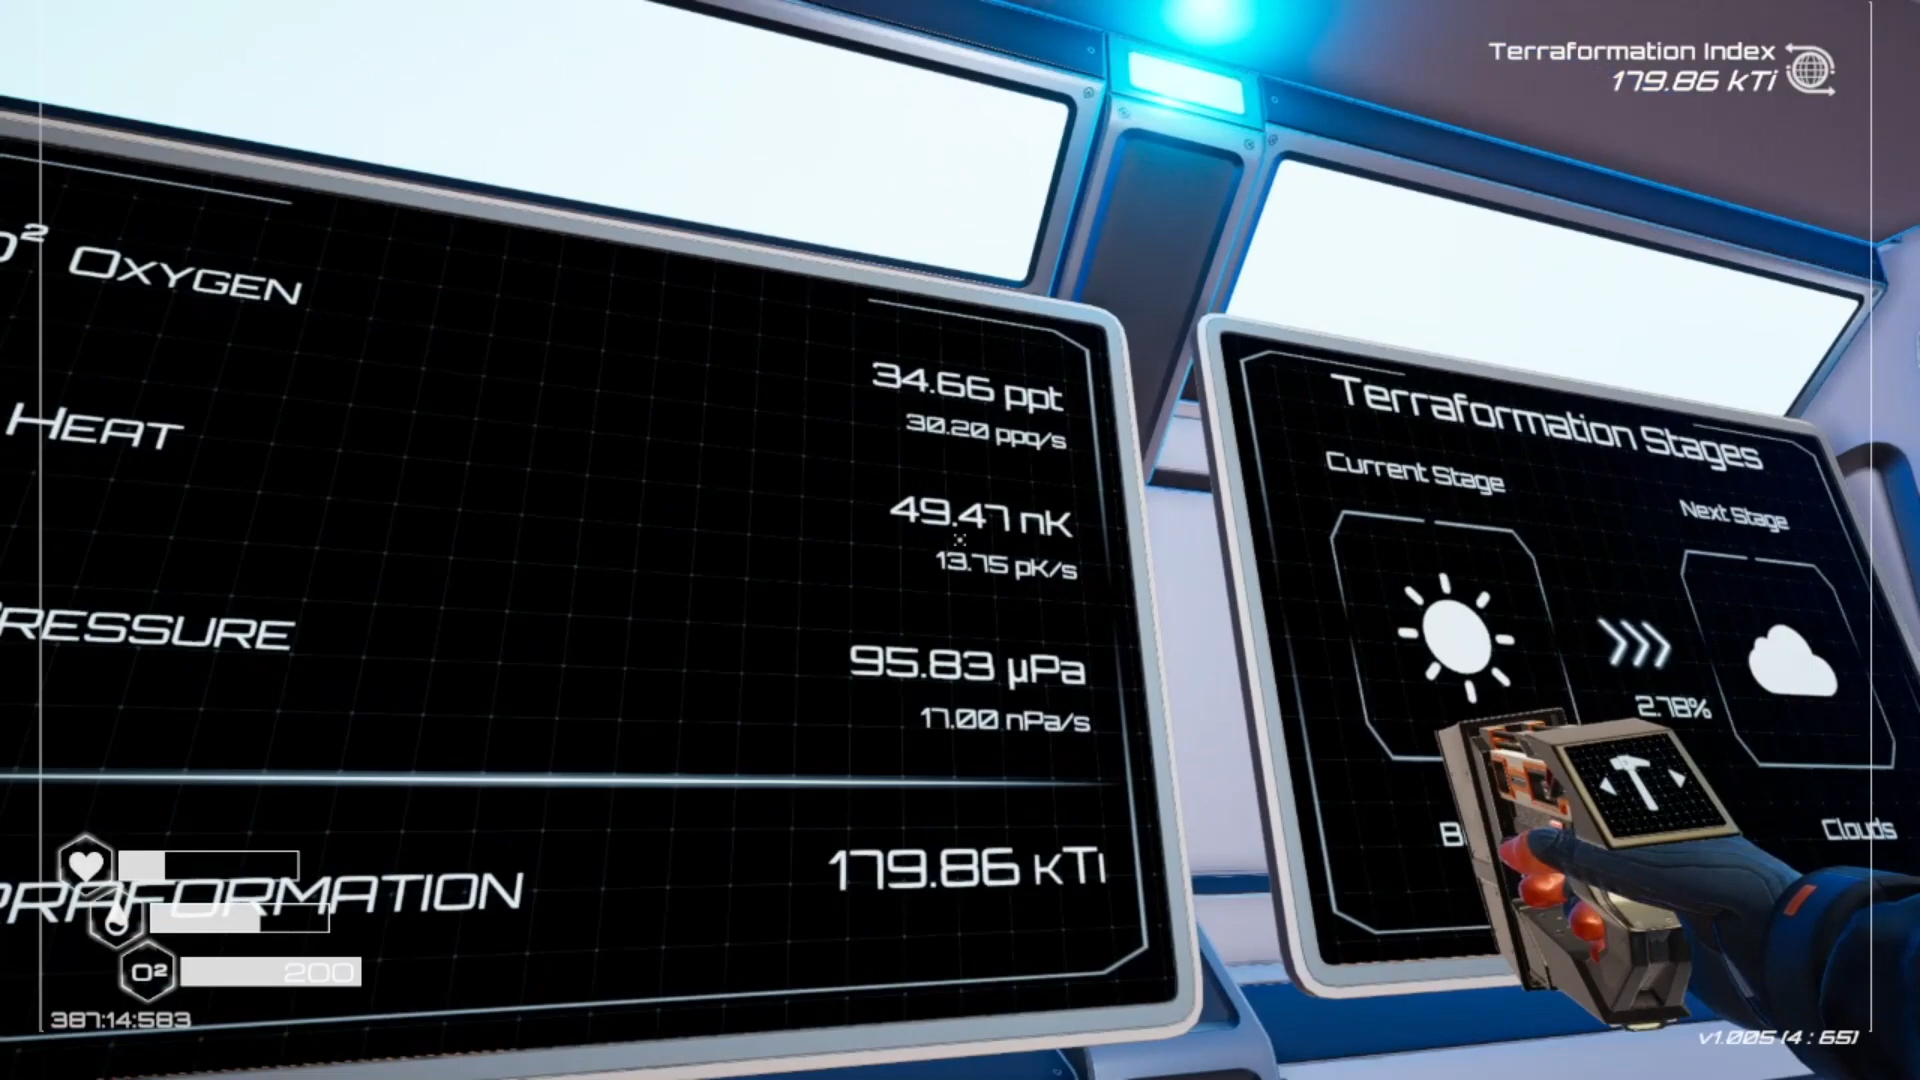 Terraformation Index
179.86 kTi
O² OXYGEN
34.66 ppt
30.20 ppq/s
HEAT
49.47 nK
13.75 pK/s
RESSURE
95.83 µPa
17.00 nPa/s
RRAFORMATION
179.86 kTi
Terraformation Stages
Current Stage
Next Stage
2.78%
B
Clouds
O²
200
387:14:583
v1.005 (4 : 65)